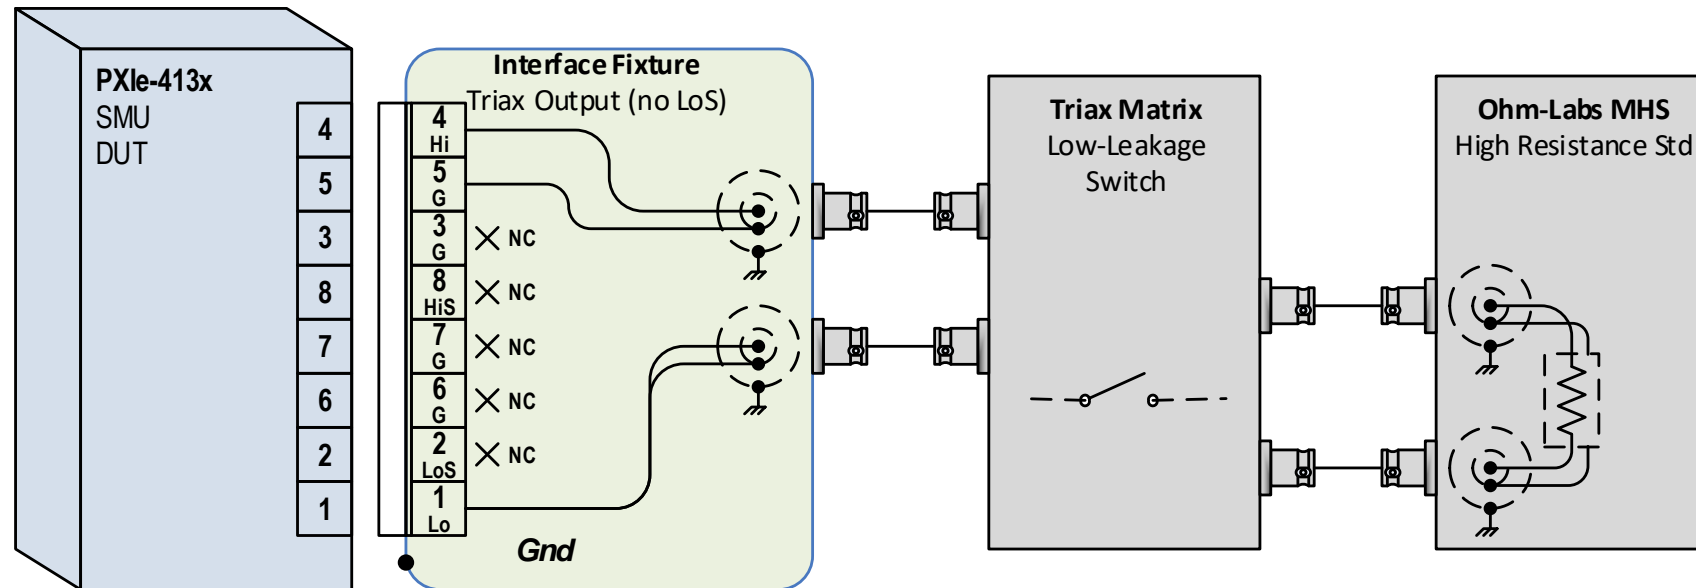 PXIe-413x
SMU
DUT
4
5
3
8
7
6
2
1
Interface Fixture
Triax Output (no LoS)
4
Hi
5
G
3
G
NC
8
HiS
NC
7
G
NC
6
G
NC
2
LoS
NC
1
Lo
Gnd
Triax Matrix
Low-Leakage
Switch
Ohm-Labs MHS
High Resistance Std